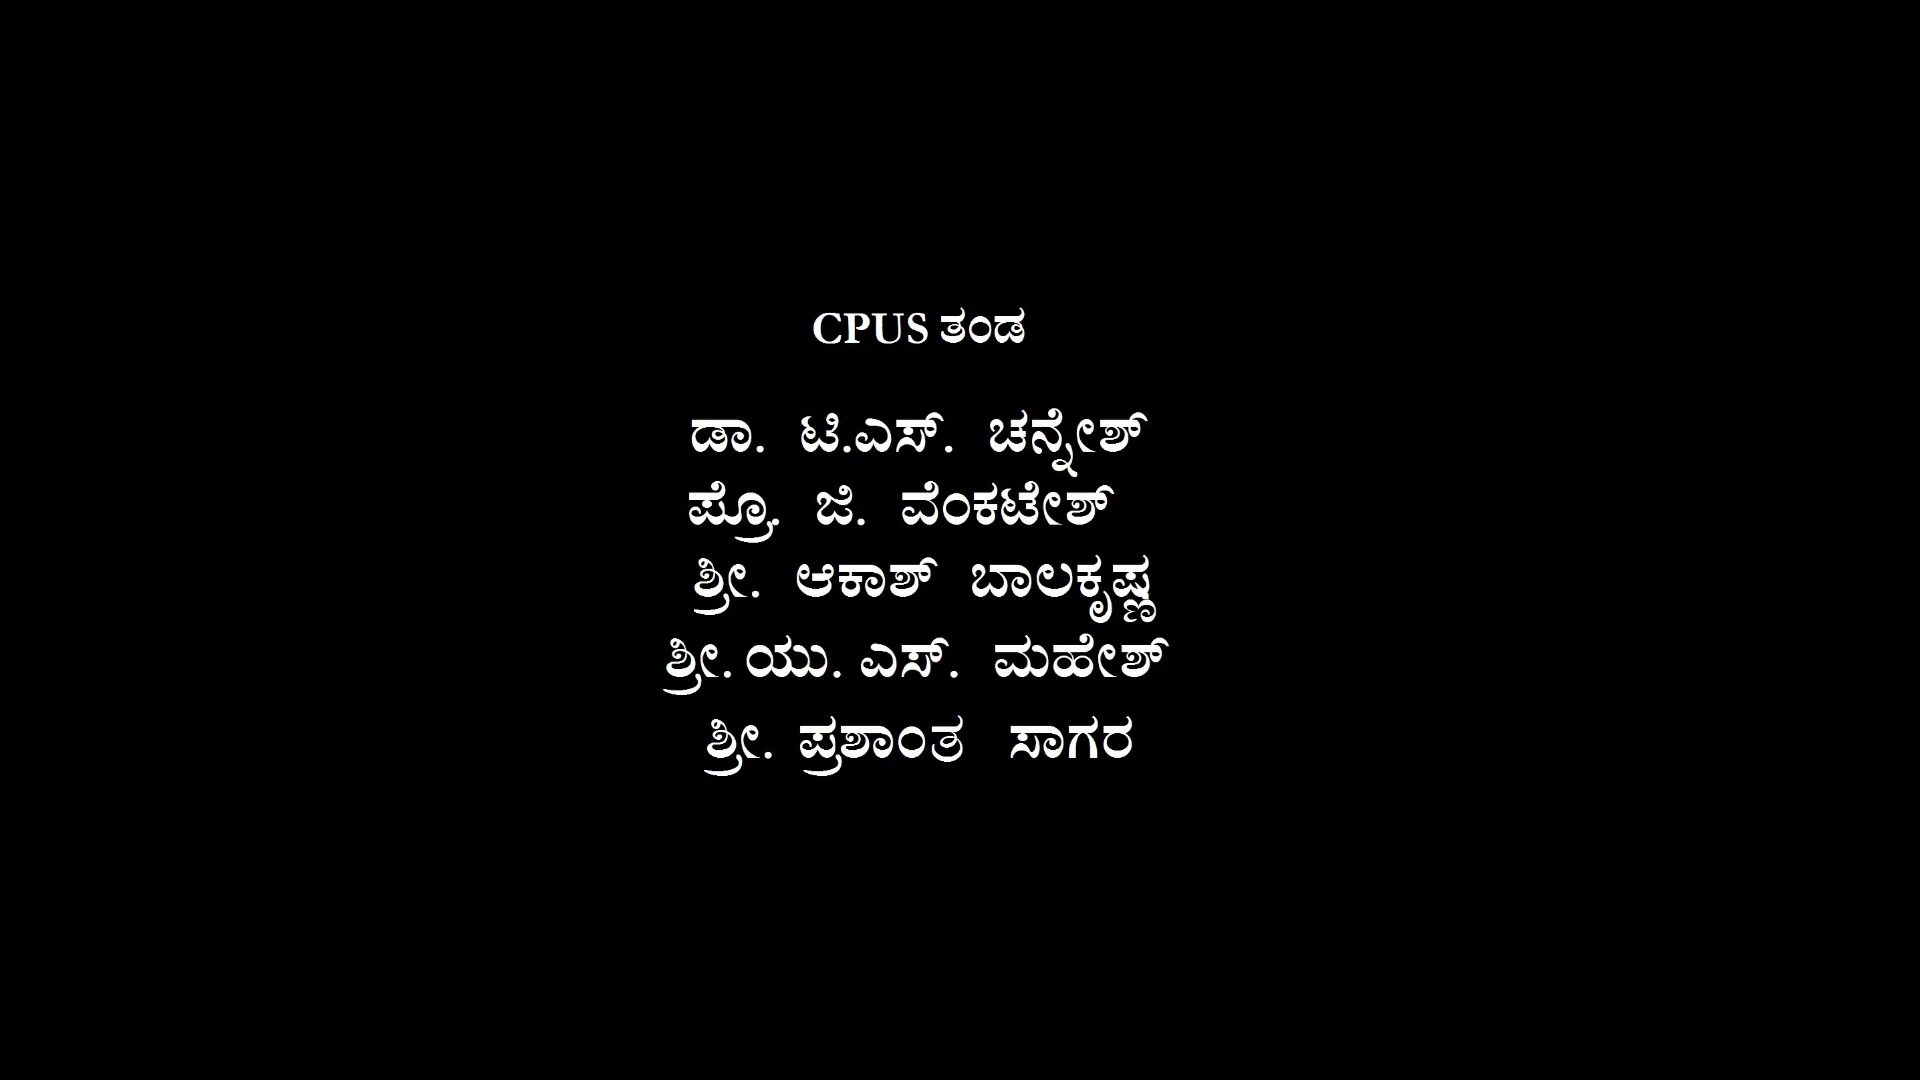 CPUS ತಂಡ
ಡಾ. ಟಿ.ಎಸ್. ಚನ್ನೇಶ್
ಪ್ರೊ. ಜಿ. ವೆಂಕಟೇಶ್
ಶ್ರೀ. ಆಕಾಶ್ ಬಾಲಕೃಷ್ಣ
ಶ್ರೀ. ಯು. ಎಸ್. ಮಹೇಶ್
ಶ್ರೀ. ಪ್ರಶಾಂತ ಸಾಗರ